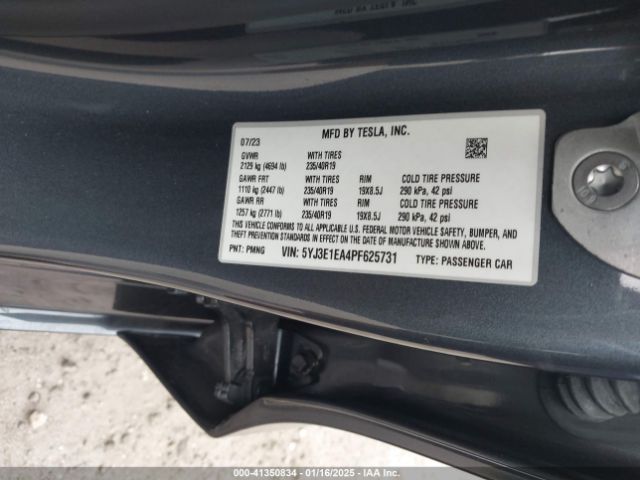 MFD BY TESLA, INC.
07/23
GVWR WITH TIRES
2129 kg (4694 lb) 235/40R19
GAWR FRT WITH TIRES RIM COLD TIRE PRESSURE
1110 kg (2447 lb) 235/40R19 19X8.5J 290 kPa, 42 psi
GAWR RR WITH TIRES RIM COLD TIRE PRESSURE
1257 kg (2771 lb) 235/40R19 19X8.5J 290 kPa, 42 psi
THIS VEHICLE CONFORMS TO ALL APPLICABLE U.S. FEDERAL MOTOR VEHICLE SAFETY, BUMPER, AND
THEFT PREVENTION STANDARDS IN EFFECT ON THE DATE OF MANUFACTURE SHOWN ABOVE.
PNT: PMNG VIN: 5YJ3E1EA4PF625731 TYPE: PASSENGER CAR
000-41350834 - 01/16/2025 - IAA Inc.